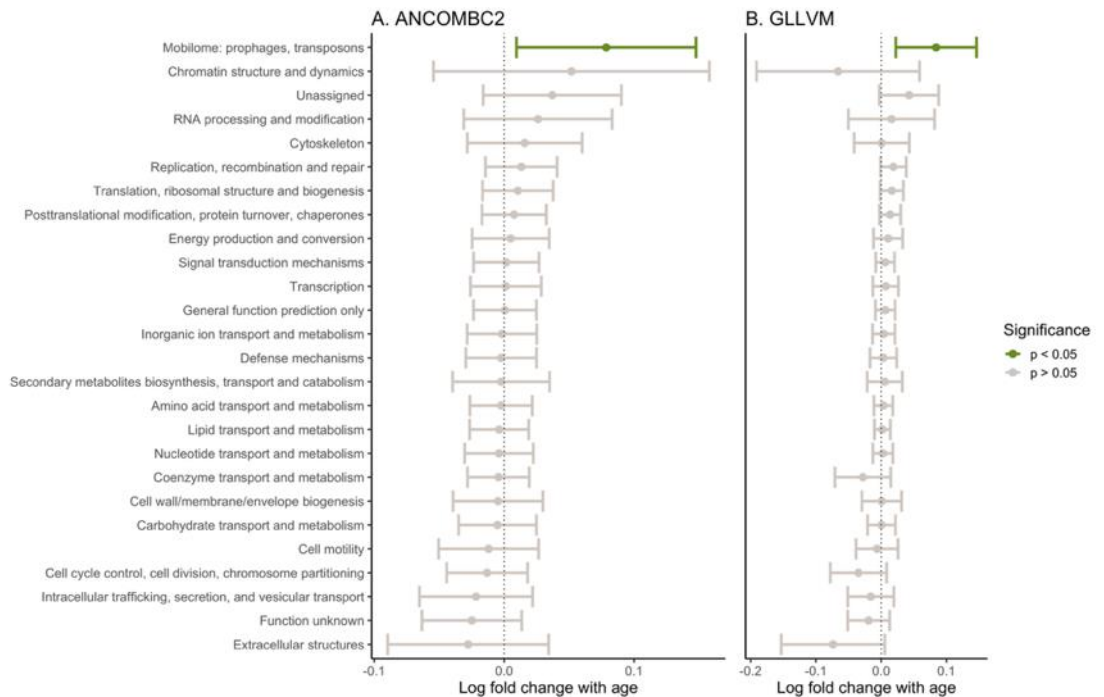 A. ANCOMBC2
B. GLLVM
Mobilome: prophages, transposons
Chromatin structure and dynamics
Unassigned
RNA processing and modification
Cytoskeleton
Replication, recombination and repair
Translation, ribosomal structure and biogenesis
Posttranslational modification, protein turnover, chaperones
Energy production and conversion
Signal transduction mechanisms
Transcription
General function prediction only
Inorganic ion transport and metabolism
Defense mechanisms
Secondary metabolites biosynthesis, transport and catabolism
Amino acid transport and metabolism
Lipid transport and metabolism
Nucleotide transport and metabolism
Coenzyme transport and metabolism
Cell wall/membrane/envelope biogenesis
Carbohydrate transport and metabolism
Cell motility
Cell cycle control, cell division, chromosome partitioning
Intracellular trafficking, secretion, and vesicular transport
Function unknown
Extracellular structures
-0.1 0.0 0.1
Log fold change with age
-0.2 -0.1 0.0 0.1
Log fold change with age
Significance
p < 0.05
p > 0.05